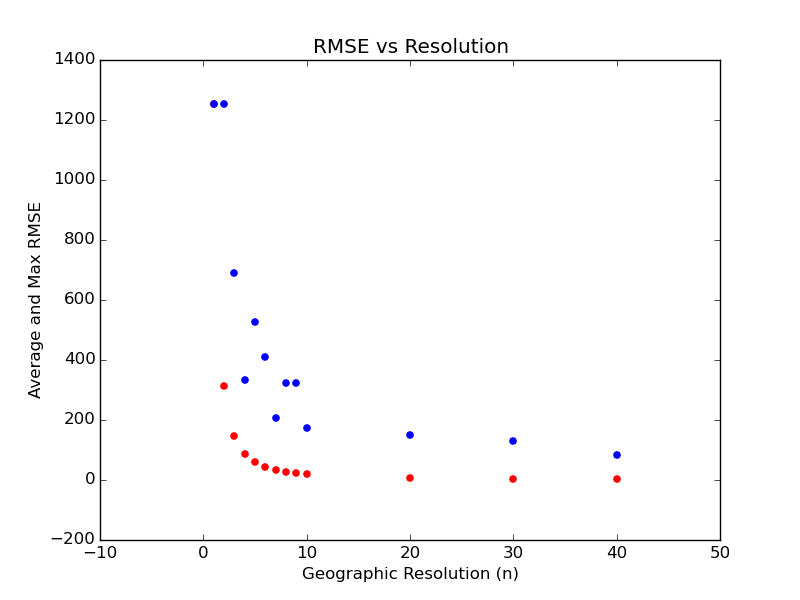 RMSE vs Resolution
1400
1200
1000
800
600
400
200
0
−200
−10 0 10 20 30 40 50
Average and Max RMSE
Geographic Resolution (n)